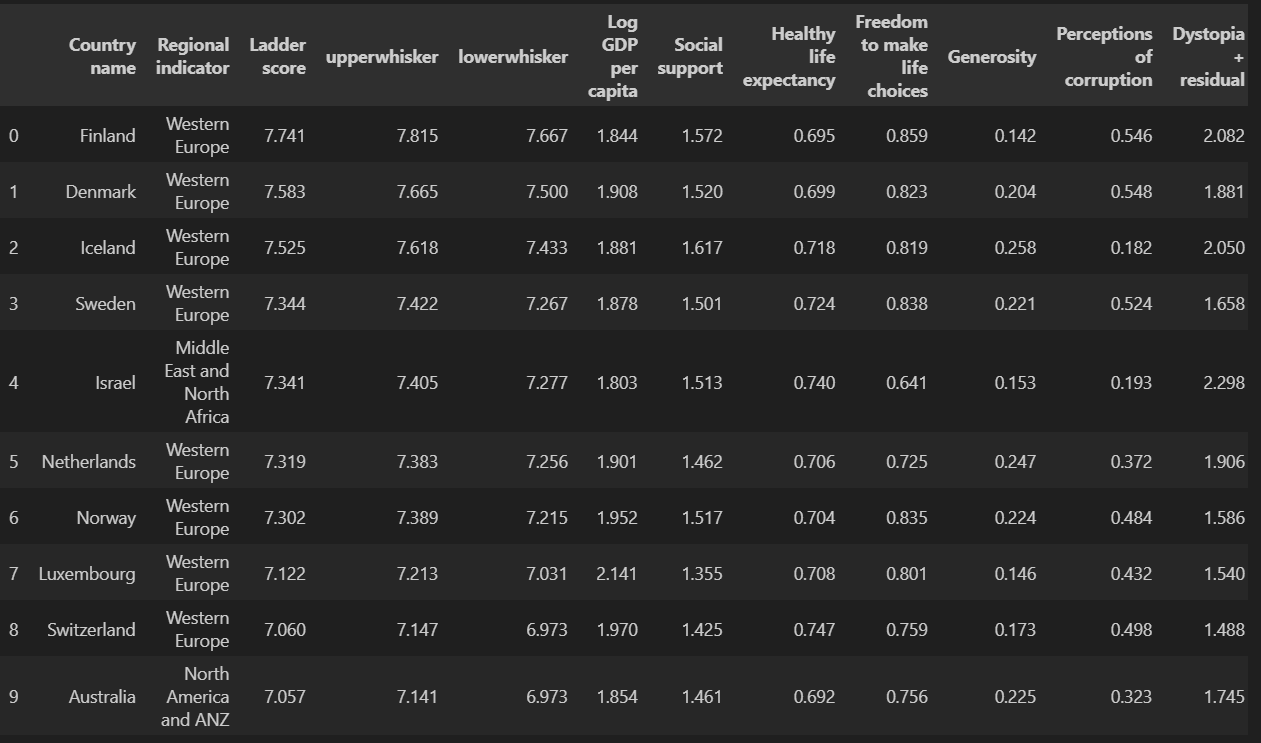 Country name Regional indicator Ladder score upperwhisker lowerwhisker Log GDP per capita Social support Healthy life expectancy Freedom to make life choices Generosity Perceptions of corruption Dystopia + residual
0 Finland Western Europe 7.741 7.815 7.667 1.844 1.572 0.695 0.859 0.142 0.546 2.082
1 Denmark Western Europe 7.583 7.665 7.500 1.908 1.520 0.699 0.823 0.204 0.548 1.881
2 Iceland Western Europe 7.525 7.618 7.433 1.881 1.617 0.718 0.819 0.258 0.182 2.050
3 Sweden Western Europe 7.344 7.422 7.267 1.878 1.501 0.724 0.838 0.221 0.524 1.658
4 Israel Middle East and North Africa 7.341 7.405 7.277 1.803 1.513 0.740 0.641 0.153 0.193 2.298
5 Netherlands Western Europe 7.319 7.383 7.256 1.901 1.462 0.706 0.725 0.247 0.372 1.906
6 Norway Western Europe 7.302 7.389 7.215 1.952 1.517 0.704 0.835 0.224 0.484 1.586
7 Luxembourg Western Europe 7.122 7.213 7.031 2.141 1.355 0.708 0.801 0.146 0.432 1.540
8 Switzerland Western Europe 7.060 7.147 6.973 1.970 1.425 0.747 0.759 0.173 0.498 1.488
9 Australia North America and ANZ 7.057 7.141 6.973 1.854 1.461 0.692 0.756 0.225 0.323 1.745